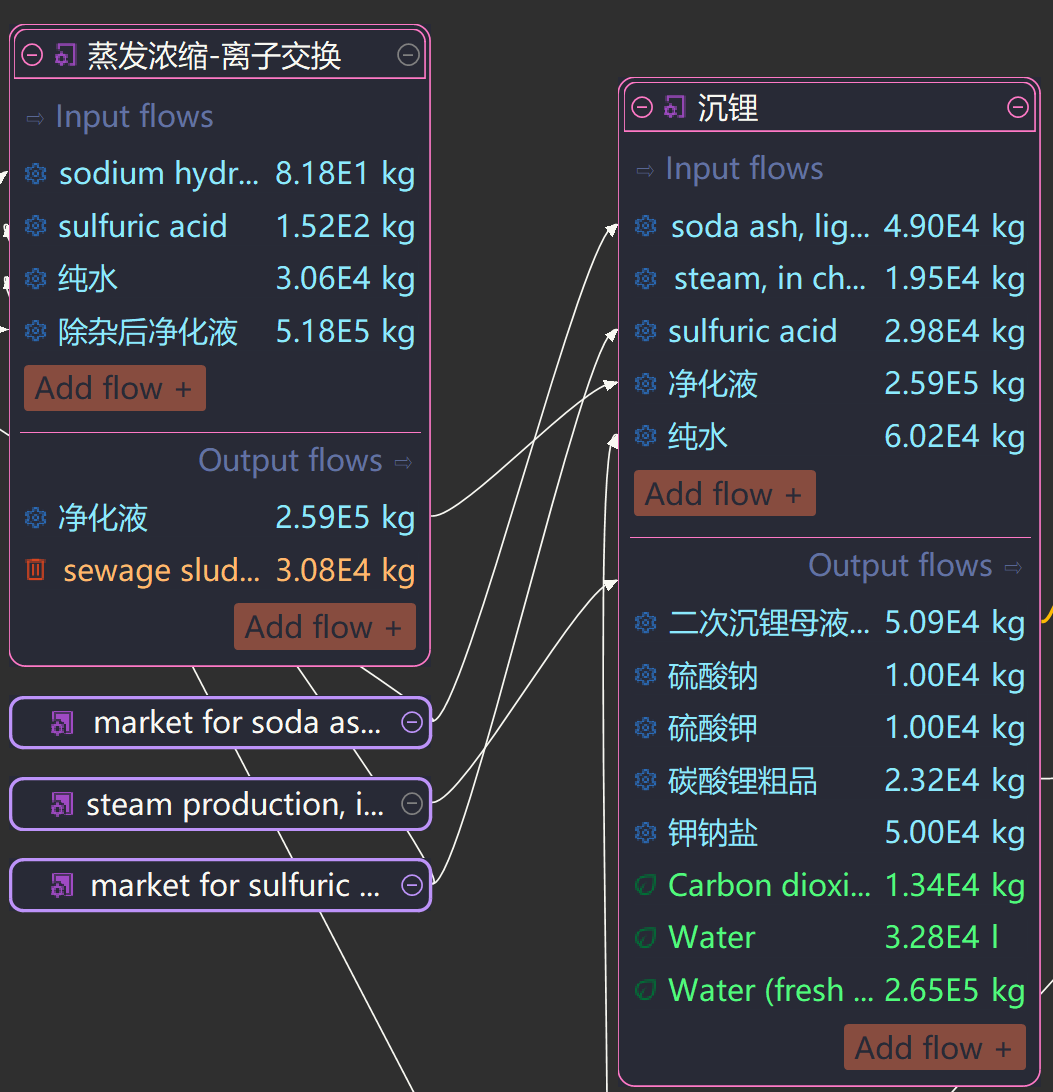 蒸发浓缩-离子交换
Input flows
sodium hydr... 8.18E1 kg
sulfuric acid 1.52E2 kg
纯水 3.06E4 kg
除杂后净化液 5.18E5 kg
Add flow +
Output flows
净化液 2.59E5 kg
sewage slud... 3.08E4 kg
Add flow +
market for soda as...
steam production, i...
market for sulfuric ...
沉锂
Input flows
soda ash, lig... 4.90E4 kg
steam, in ch... 1.95E4 kg
sulfuric acid 2.98E4 kg
净化液 2.59E5 kg
纯水 6.02E4 kg
Add flow +
Output flows
二次沉锂母液... 5.09E4 kg
硫酸钠 1.00E4 kg
硫酸钾 1.00E4 kg
碳酸锂粗品 2.32E4 kg
钾钠盐 5.00E4 kg
Carbon dioxi... 1.34E4 kg
Water 3.28E4 l
Water (fresh ... 2.65E5 kg
Add flow +